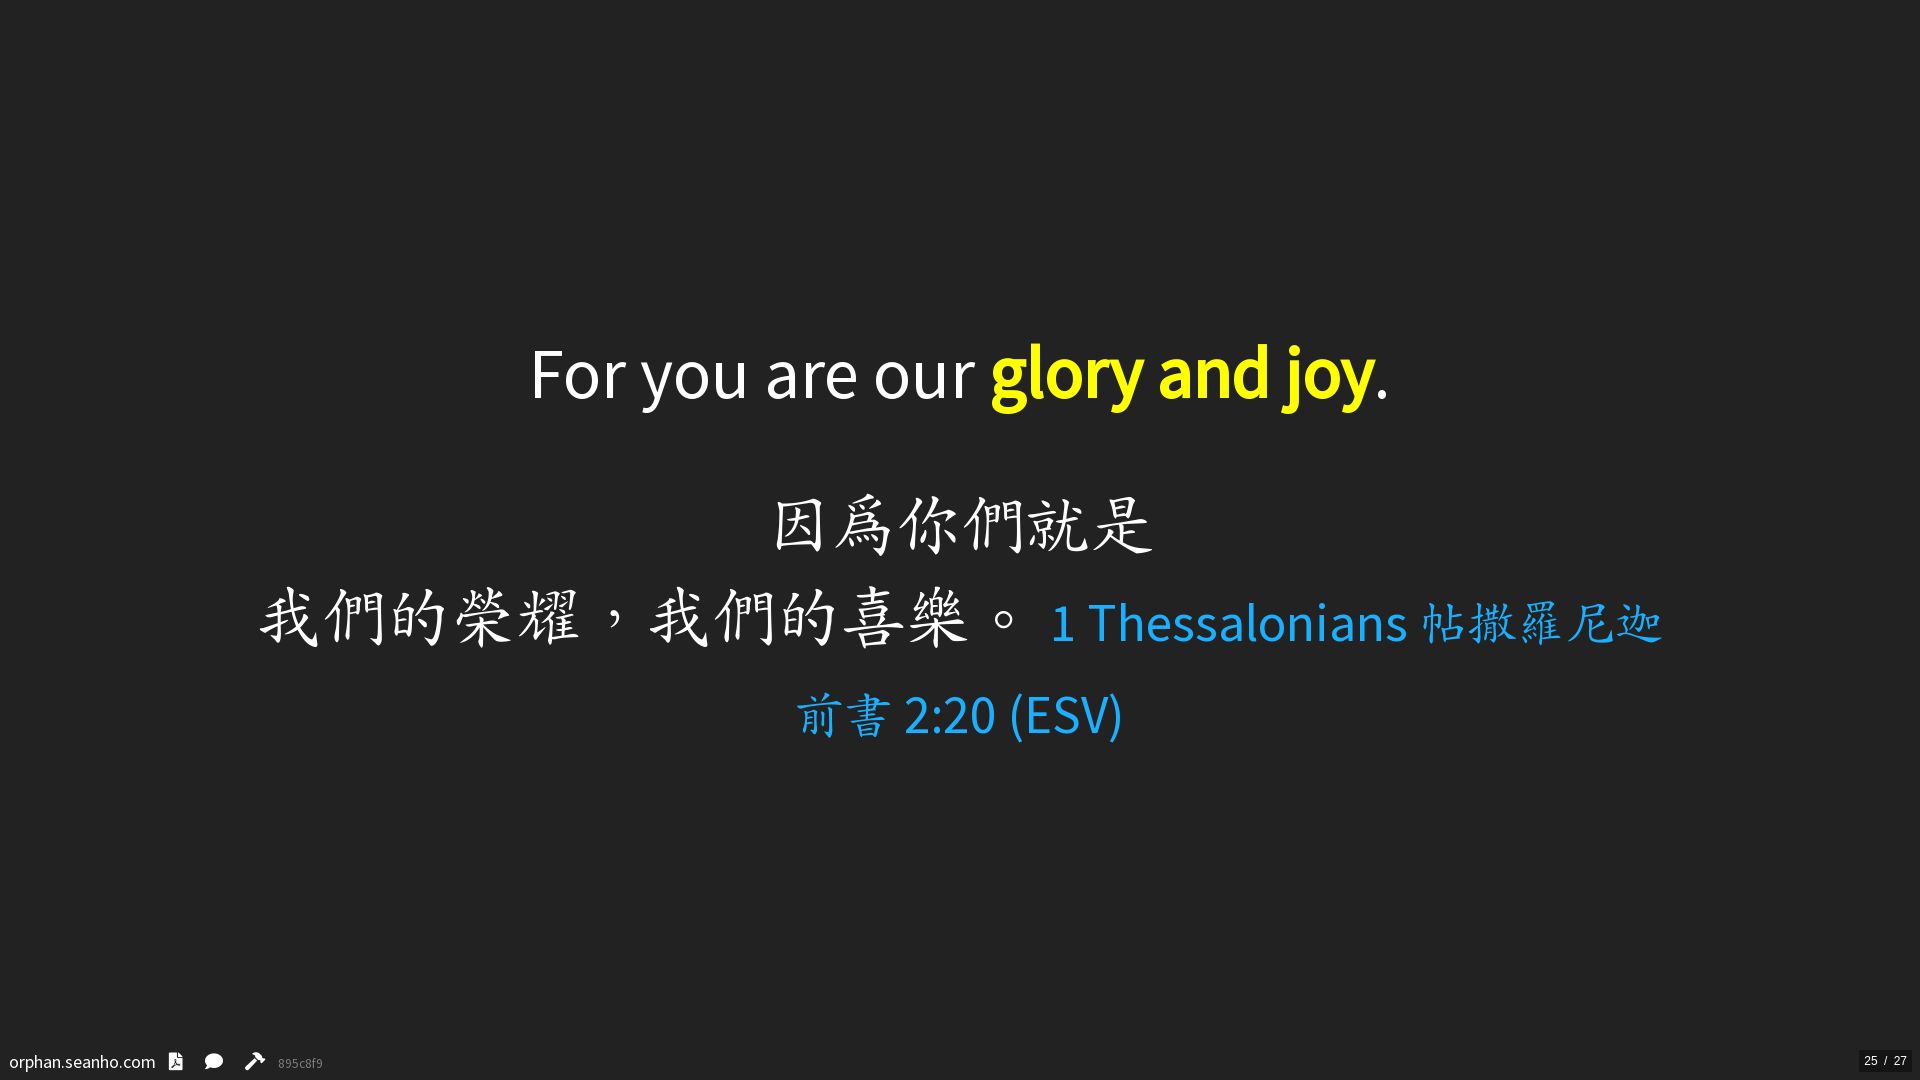 For you are our glory and joy.
因爲你們就是
我們的榮耀，我們的喜樂。 1 Thessalonians 帖撒羅尼迦
前書 2:20 (ESV)
orphan.seanho.com 895c8f9
25 / 27